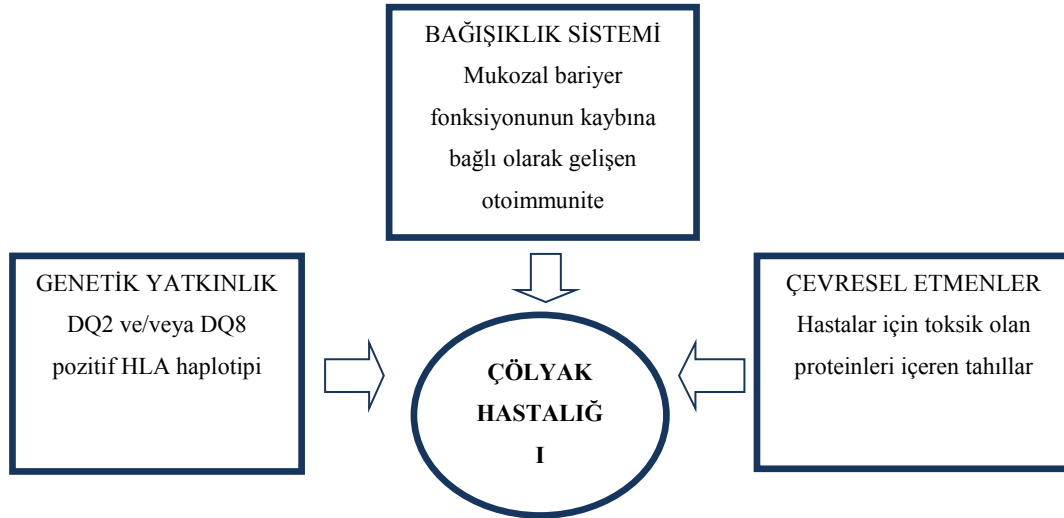 BAĞIŞIKLIK SİSTEMİ
Mukozal bariyer
fonksiyonunun kaybına
bağlı olarak gelişen
otoimmunite
GENETİK YATKINLIK
DQ2 ve/veya DQ8
pozitif HLA haplotipi
ÇÖLYAK
HASTALIĞ
I
ÇEVRESEL ETMENLER
Hastalar için toksik olan
proteinleri içeren tahıllar